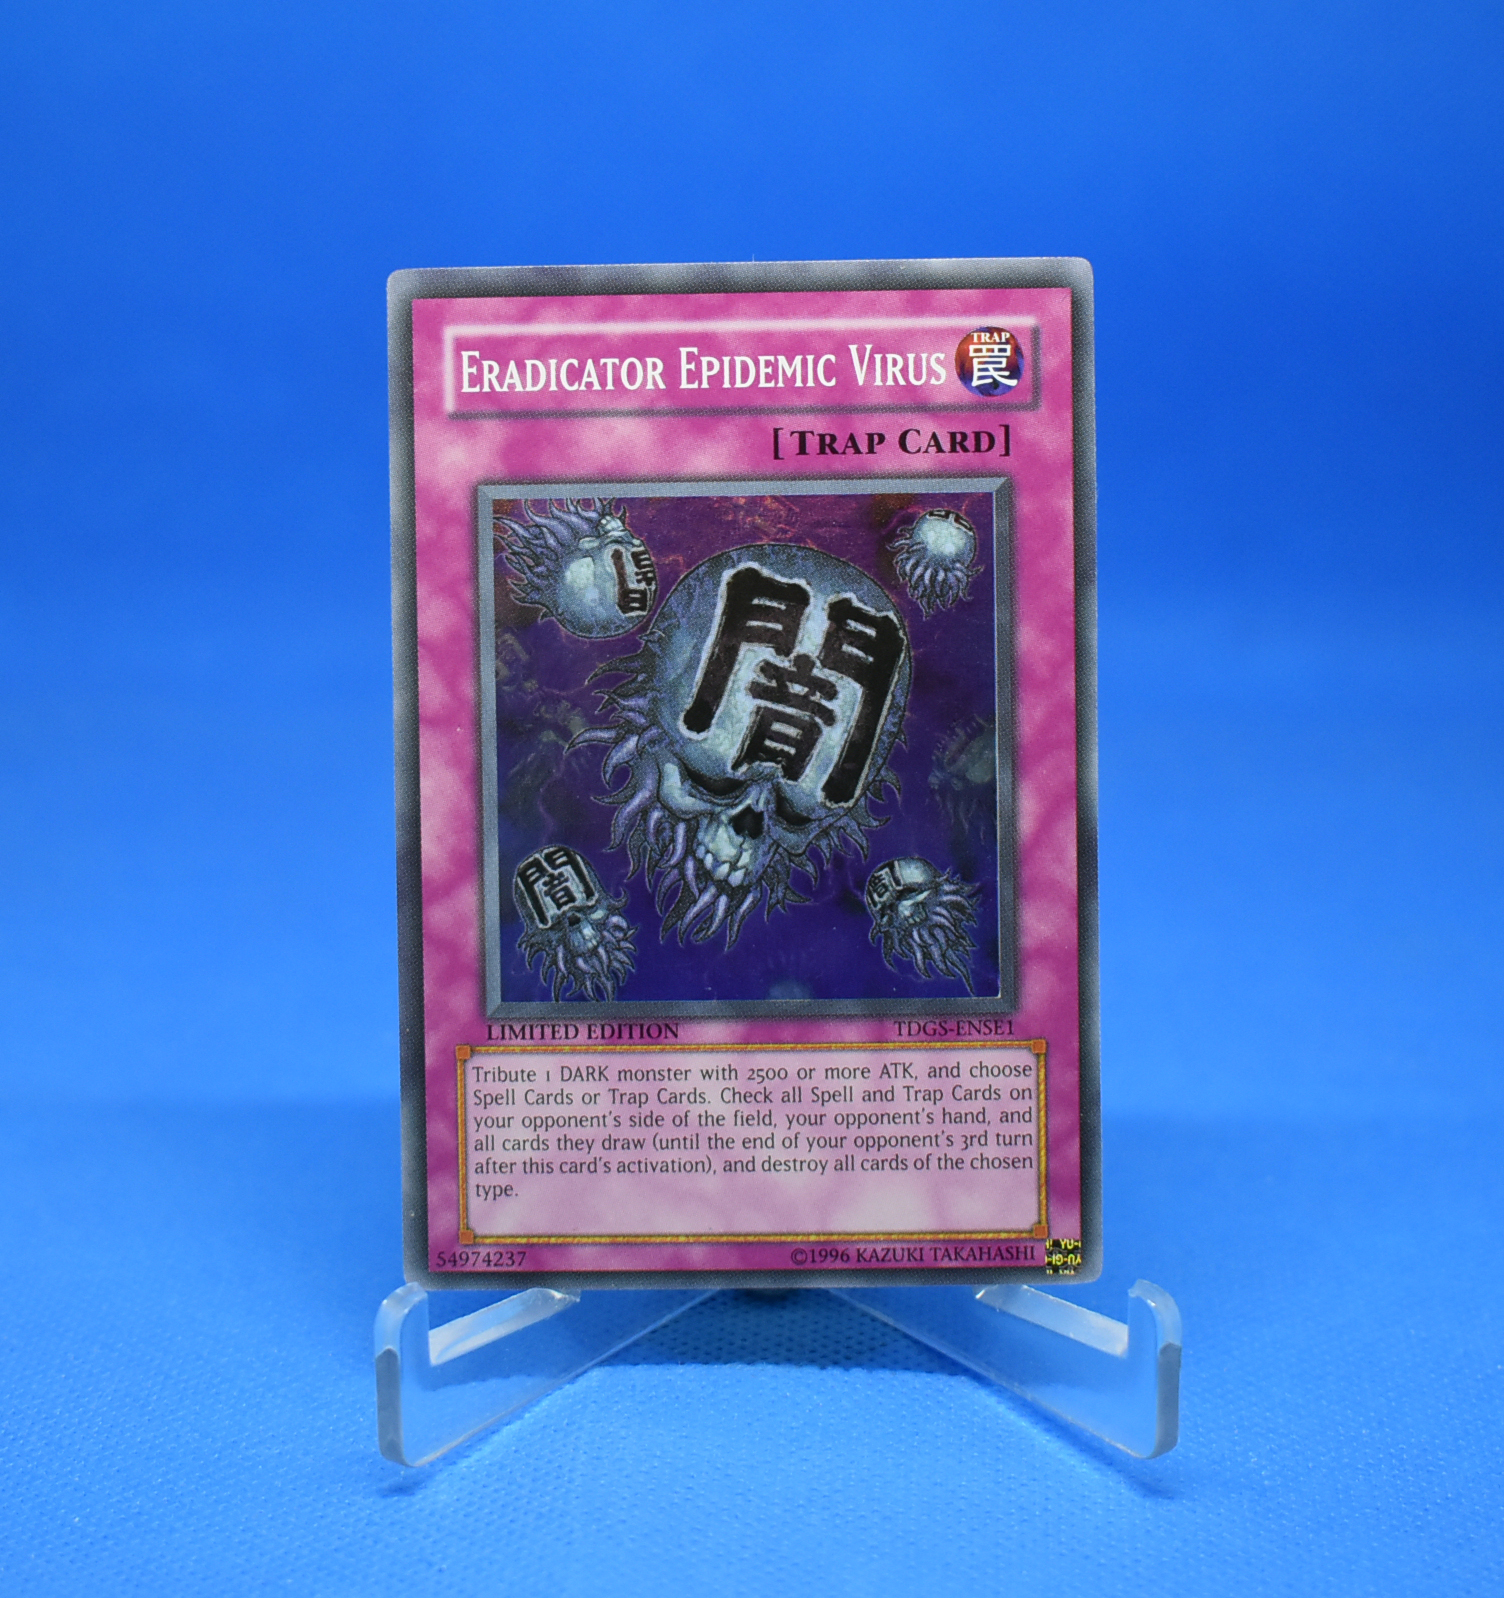 ERADICATOR EPIDEMIC VIRUS
TRAP
罠
[TRAP CARD]
闇
闇
闇
LIMITED EDITION
TDGS-ENSE1
Tribute 1 DARK monster with 2500 or more ATK, and choose
Spell Cards or Trap Cards. Check all Spell and Trap Cards on
your opponent's side of the field, your opponent's hand, and
all cards they draw (until the end of your opponent's 3rd turn
after this card's activation), and destroy all cards of the chosen
type.
54974237
©1996 KAZUKI TAKAHASHI